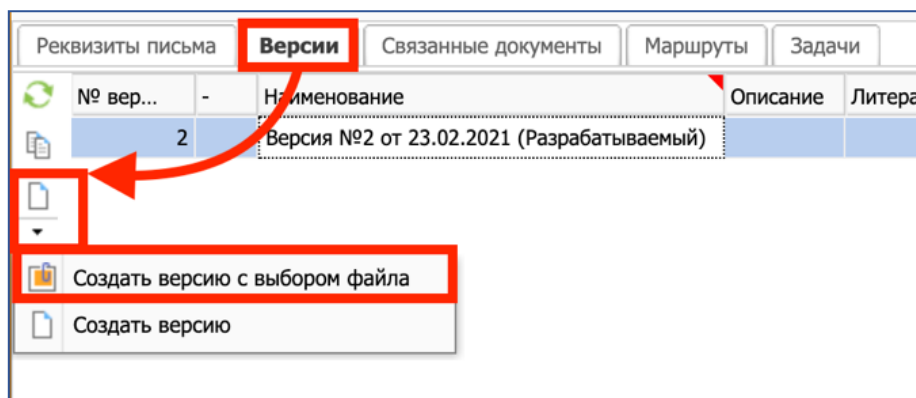 Реквизиты письма Версии Связанные документы Маршруты Задачи
№ вер... - Наименование Описание Литера
2 Версия №2 от 23.02.2021 (Разрабатываемый)
Создать версию с выбором файла
Создать версию